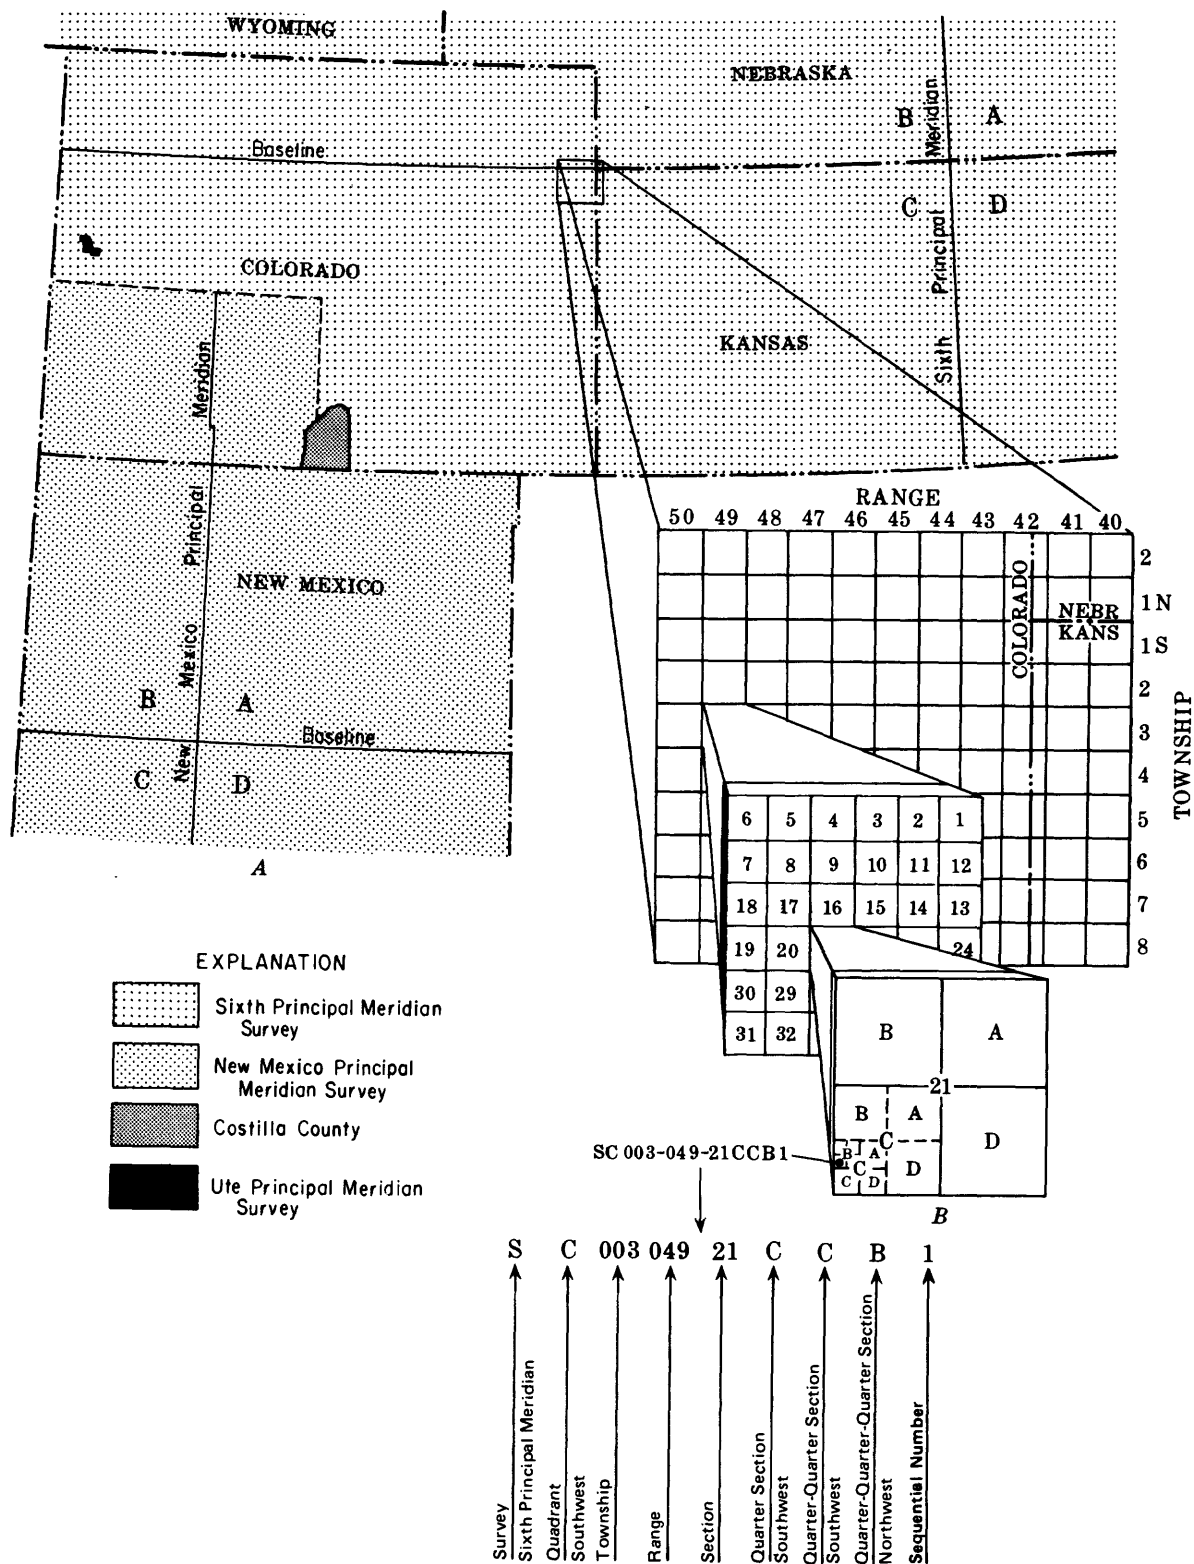 WYOMING
NEBRASKA
B A
Meridian
Baseline
C D
Principal
COLORADO
Sixth
KANSAS
Meridian
Principal
NEW MEXICO
Mexico
B A
Baseline
New
C D
A
RANGE
50 49 48 47 46 45 44 43 42 41 40
2
1 N
NEBR
KANS
1 S
COLORADO
2
3
4
5
6
7
8
TOWNSHIP
6 5 4 3 2 1
7 8 9 10 11 12
18 17 16 15 14 13
19 20 24
30 29
31 32
B A
21
B A
C
D
B A
C
C D
D
SC 003-049-21CCB1
B
EXPLANATION
Sixth Principal Meridian
Survey
New Mexico Principal
Meridian Survey
Costilla County
Ute Principal Meridian
Survey
S C 003 049 21 C C B 1
Survey
Sixth Principal Meridian
Quadrant
Southwest
Township
Range
Section
Quarter Section
Southwest
Quarter-Quarter Section
Southwest
Quarter-Quarter-Quarter Section
Northwest
Sequential Number